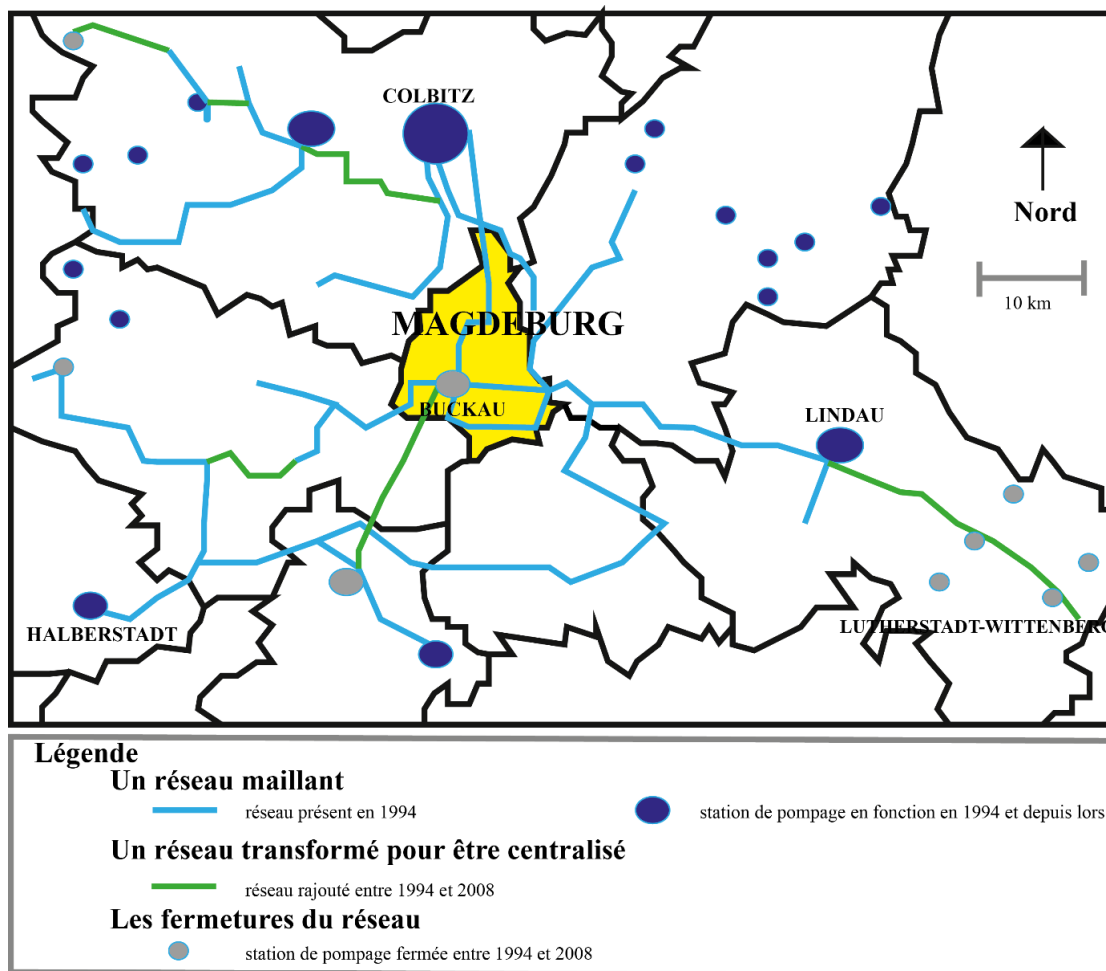 COLBITZ
Nord
10 km
MAGDEBURG
BUCKAU
LINDAU
HALBERSTADT
LUTHERSTADT-WITTENBERG
Légende
Un réseau maillant
réseau présent en 1994
station de pompage en fonction en 1994 et depuis lors
Un réseau transformé pour être centralisé
réseau rajouté entre 1994 et 2008
Les fermetures du réseau
station de pompage fermée entre 1994 et 2008